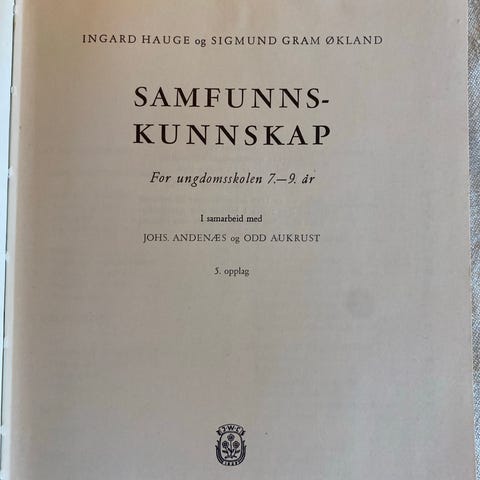 INGARD HAUGE og SIGMUND GRAM ØKLAND
SAMFUNNS-
KUNNSKAP
For ungdomsskolen 7.—9. år
I samarbeid med
JOHS. ANDENÆS og ODD AUKRUST
5. opplag
J.W.C.